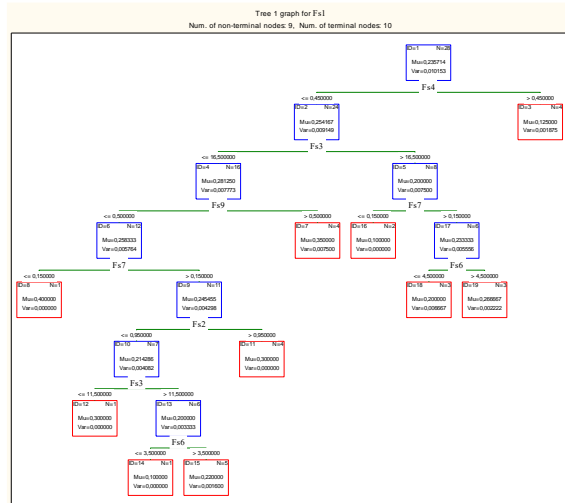 Tree 1 graph for Fs1
Num. of non-terminal nodes: 9, Num. of terminal nodes: 10
ID=1 N=28
Mu=0,235714
Var=0,010153
Fs4
<= 0,450000 > 0,450000
ID=2 N=24 ID=3 N=4
Mu=0,254167 Mu=0,125000
Var=0,009149 Var=0,001875
Fs3
<= 16,500000 > 16,500000
ID=4 N=16 ID=5 N=8
Mu=0,281250 Mu=0,200000
Var=0,007773 Var=0,007500
Fs9 Fs7
<= 0,500000 > 0,500000 <= 0,150000 > 0,150000
ID=6 N=12 ID=7 N=4 ID=16 N=2 ID=17 N=6
Mu=0,258333 Mu=0,350000 Mu=0,100000 Mu=0,233333
Var=0,005764 Var=0,007500 Var=0,000000 Var=0,005556
Fs7 Fs6
<= 0,150000 > 0,150000 <= 4,500000 > 4,500000
ID=8 N=1 ID=9 N=11 ID=18 N=3 ID=19 N=3
Mu=0,400000 Mu=0,245455 Mu=0,200000 Mu=0,266667
Var=0,000000 Var=0,004298 Var=0,006667 Var=0,002222
Fs2
<= 0,950000 > 0,950000
ID=10 N=7 ID=11 N=4
Mu=0,214286 Mu=0,300000
Var=0,004082 Var=0,000000
Fs3
<= 11,500000 > 11,500000
ID=12 N=1 ID=13 N=6
Mu=0,300000 Mu=0,200000
Var=0,000000 Var=0,003333
Fs6
<= 3,500000 > 3,500000
ID=14 N=1 ID=15 N=5
Mu=0,100000 Mu=0,220000
Var=0,000000 Var=0,001600